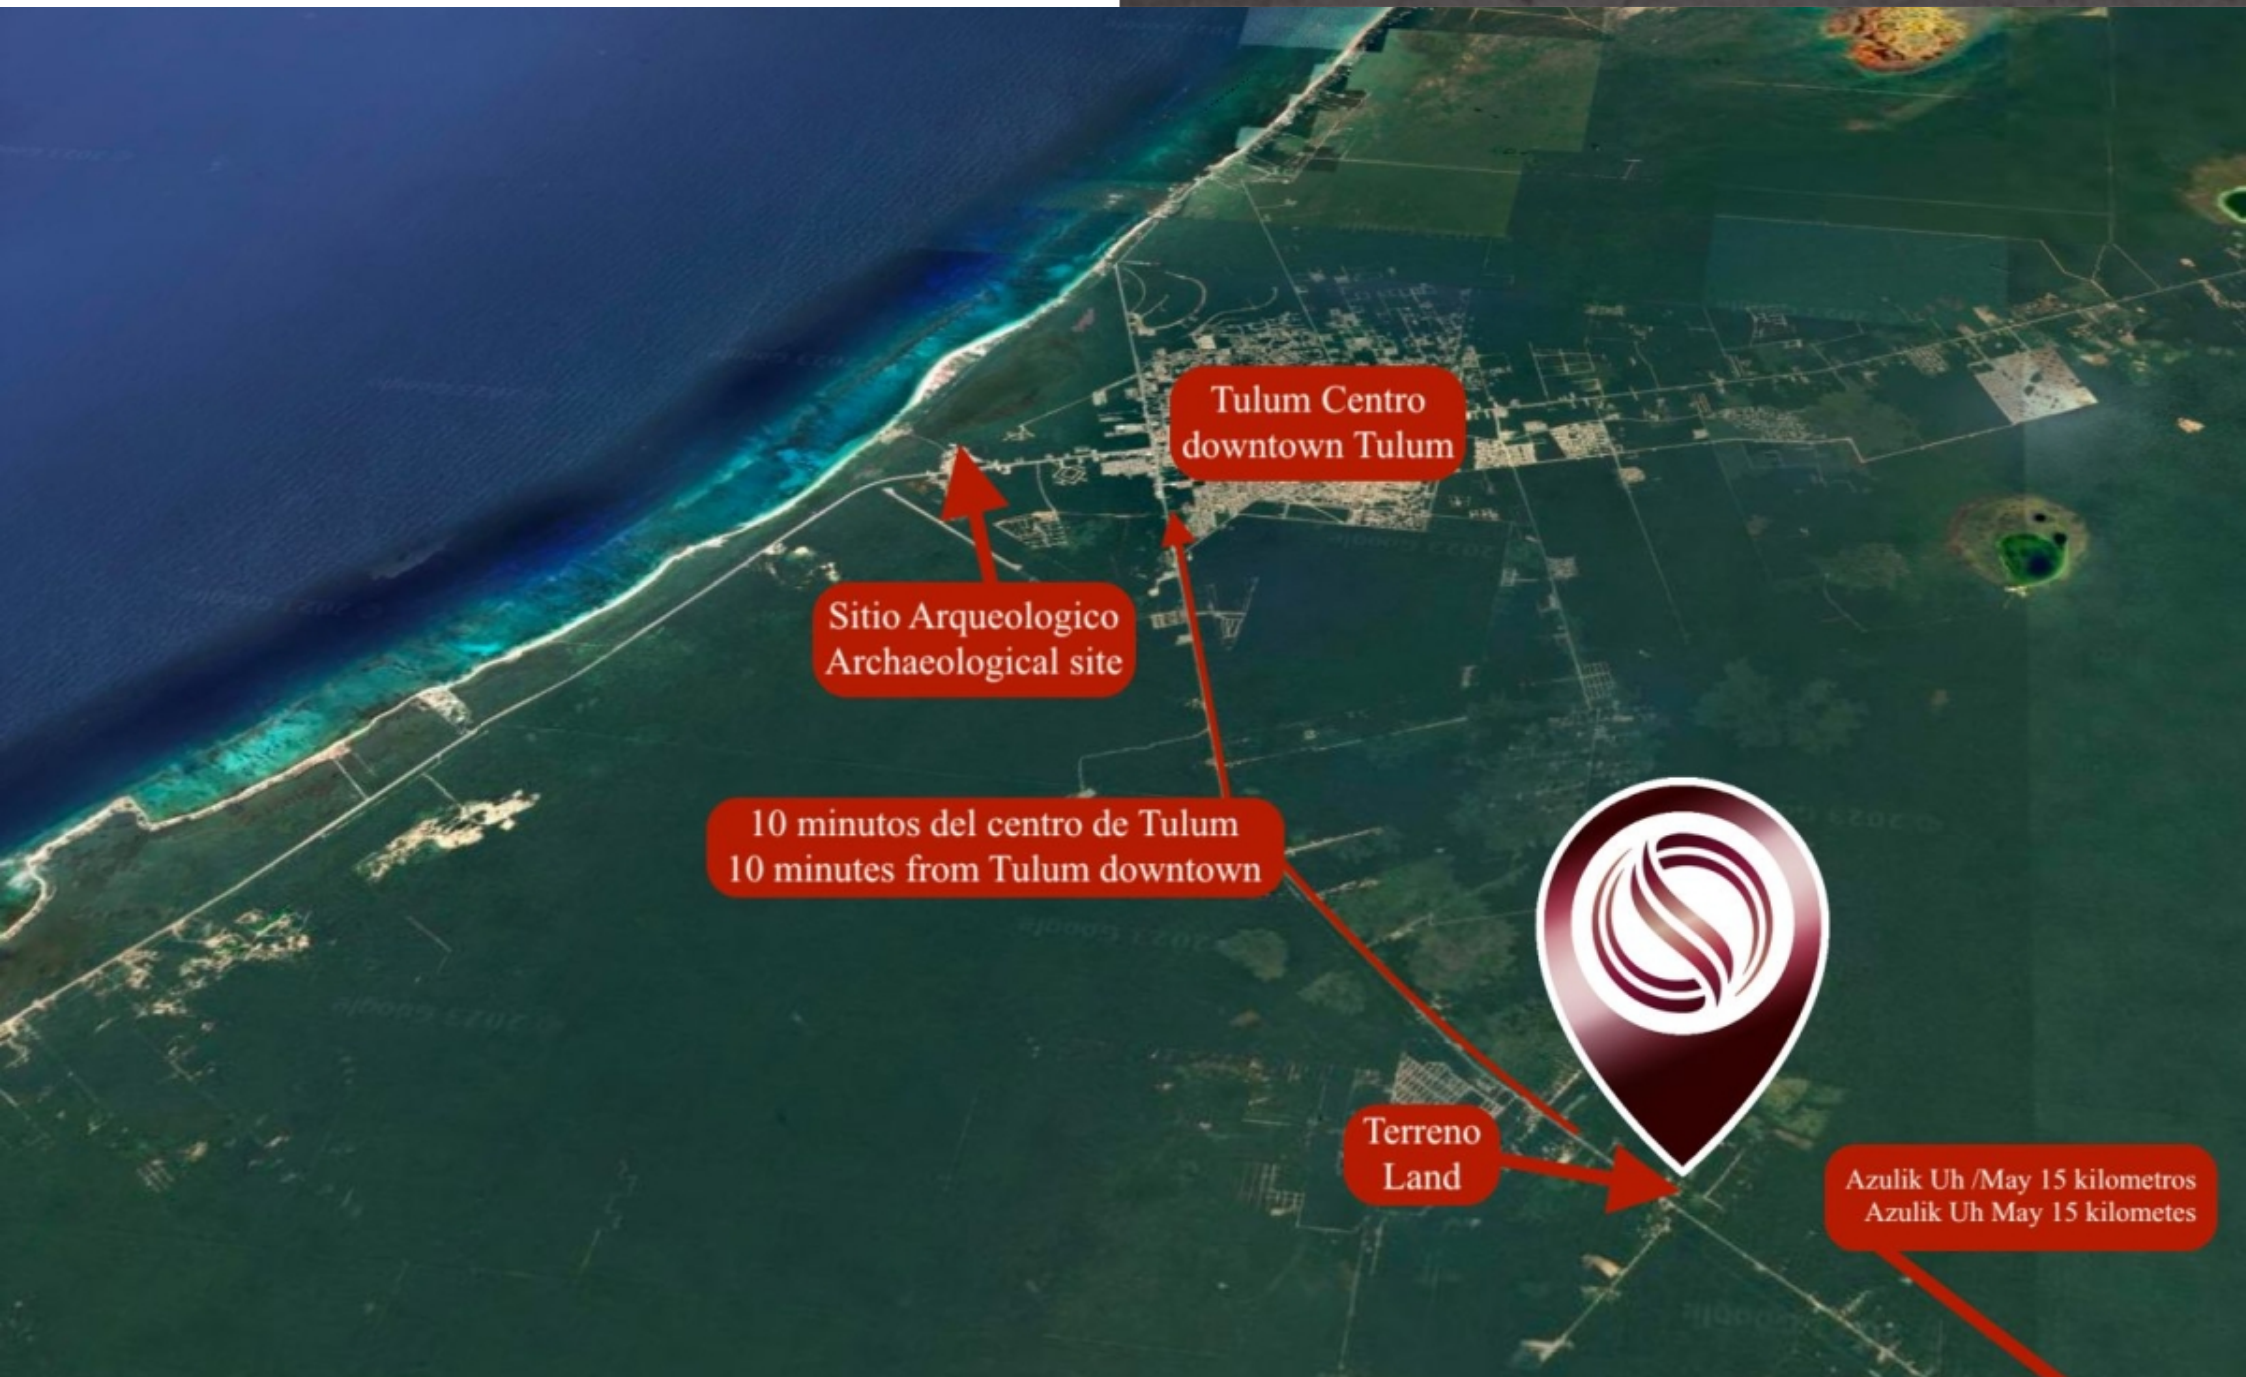 Tulum Centro
downtown Tulum
Sitio Arqueologico
Archaeological site
10 minutos del centro de Tulum
10 minutes from Tulum downtown
Terreno
Land
Azulik Uh /May 15 kilometros
Azulik Uh May 15 kilometes